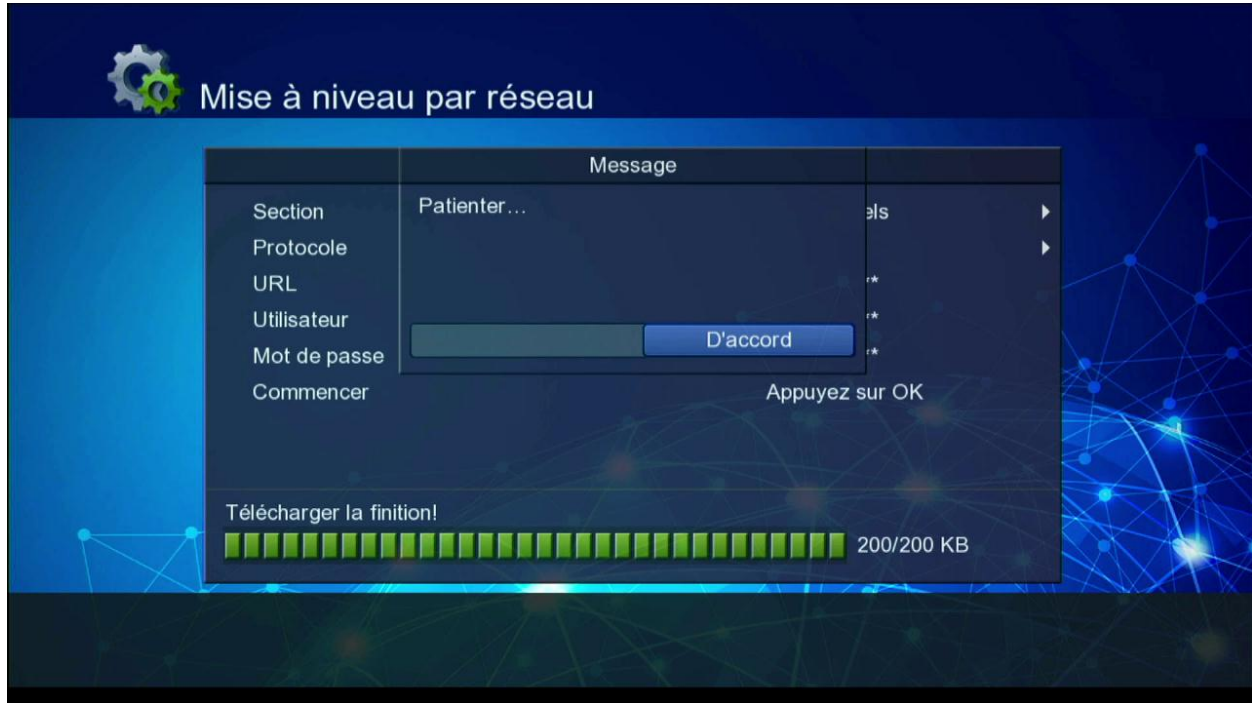 Mise à niveau par réseau
Message
Section
Patienter...
els
Protocole
URL
**
Utilisateur
**
D'accord
Mot de passe
**
Commencer
Appuyez sur OK
Télécharger la finition!
200/200 KB